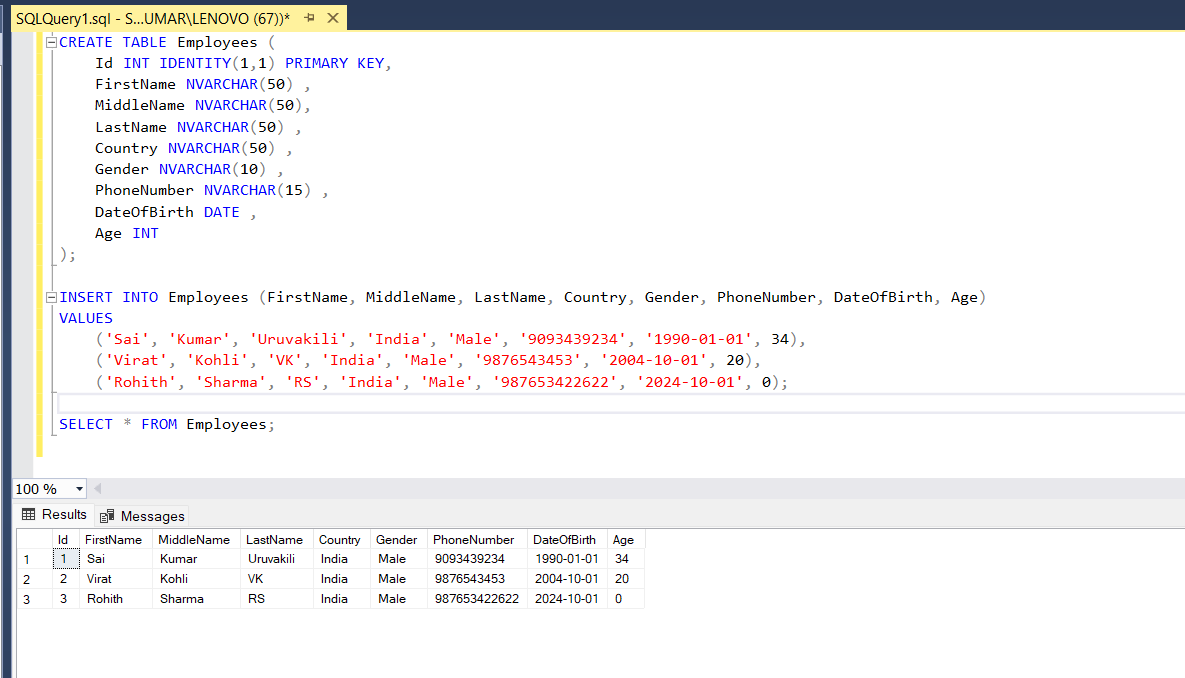 SQLQuery1.sql - S...UMAR\LENOVO (67))*
CREATE TABLE Employees (
Id INT IDENTITY(1,1) PRIMARY KEY,
FirstName NVARCHAR(50) ,
MiddleName NVARCHAR(50),
LastName NVARCHAR(50) ,
Country NVARCHAR(50) ,
Gender NVARCHAR(10) ,
PhoneNumber NVARCHAR(15) ,
DateOfBirth DATE ,
Age INT
);
INSERT INTO Employees (FirstName, MiddleName, LastName, Country, Gender, PhoneNumber, DateOfBirth, Age)
VALUES
('Sai', 'Kumar', 'Uruvakili', 'India', 'Male', '9093439234', '1990-01-01', 34),
('Virat', 'Kohli', 'VK', 'India', 'Male', '9876543453', '2004-10-01', 20),
('Rohith', 'Sharma', 'RS', 'India', 'Male', '987653422622', '2024-10-01', 0);
SELECT * FROM Employees;
100 %
Results Messages
Id FirstName MiddleName LastName Country Gender PhoneNumber DateOfBirth Age
1 1 Sai Kumar Uruvakili India Male 9093439234 1990-01-01 34
2 2 Virat Kohli VK India Male 9876543453 2004-10-01 20
3 3 Rohith Sharma RS India Male 987653422622 2024-10-01 0